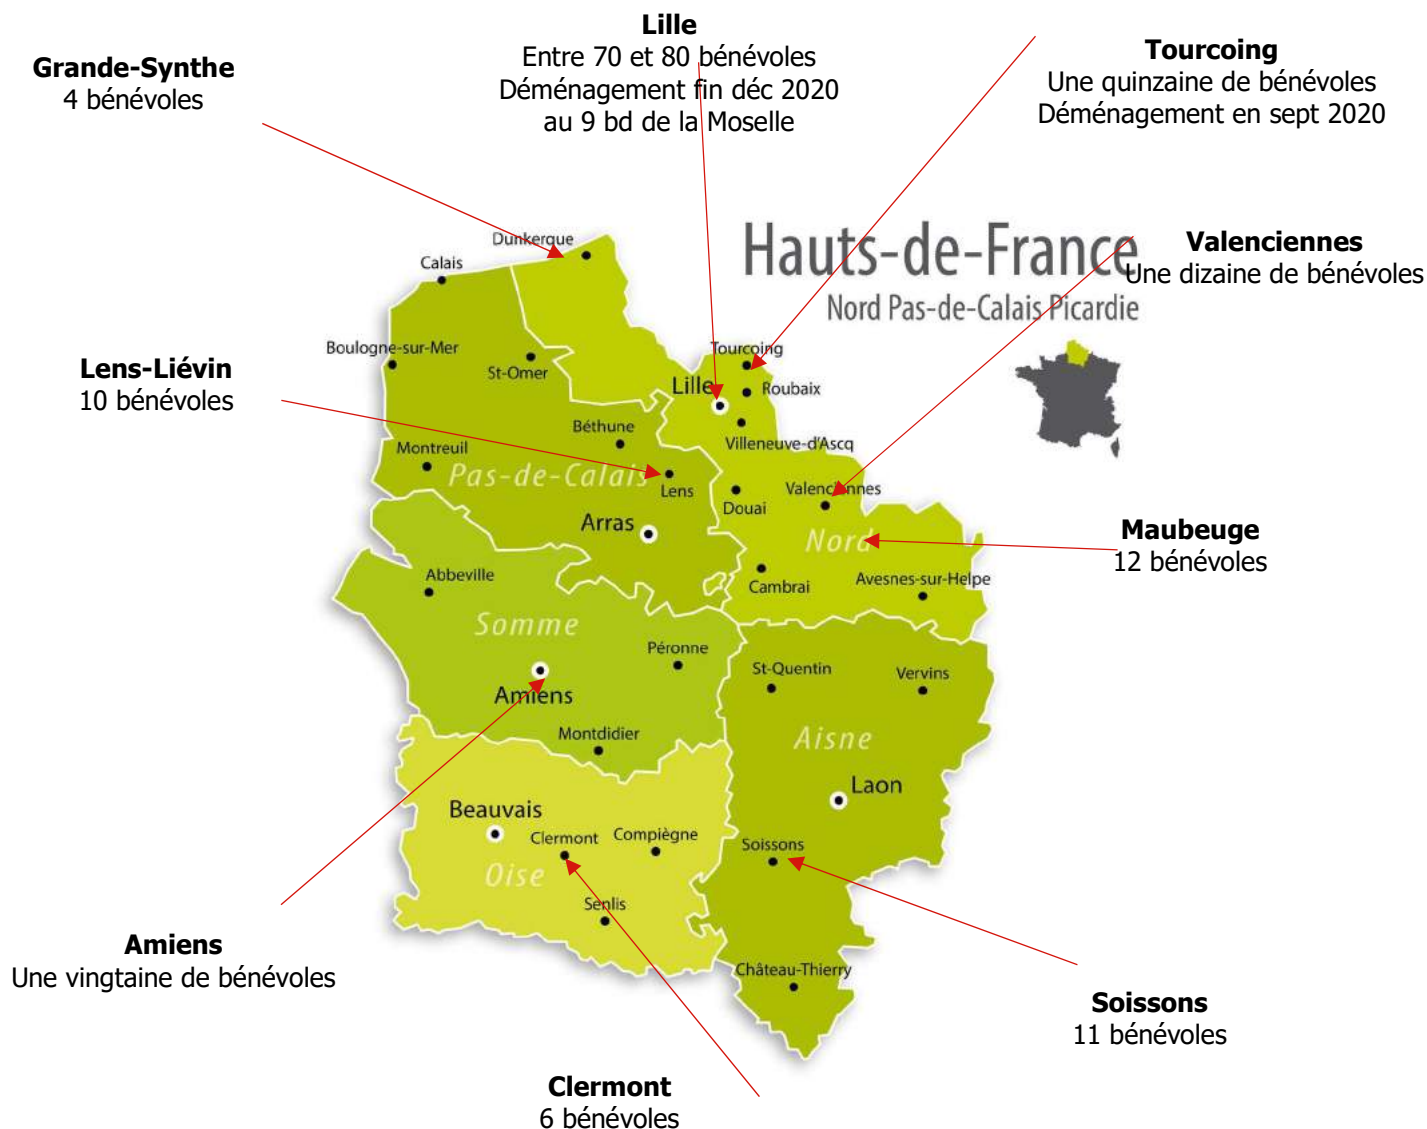 Lille
Entre 70 et 80 bénévoles
Déménagement fin déc 2020
au 9 bd de la Moselle
Tourcoing
Une quinzaine de bénévoles
Déménagement en sept 2020
Grande-Synthe
4 bénévoles
Hauts-de-France
Nord Pas-de-Calais Picardie
Valenciennes
Une dizaine de bénévoles
Lens-Liévin
10 bénévoles
Maubeuge
12 bénévoles
Dunkerque
Calais
Boulogne-sur-Mer
St-Omer
Tourcoing
Lille
Roubaix
Villeneuve-d'Ascq
Béthune
Montreuil
Pas-de-Calais
Lens
Douai
Valenciennes
Arras
Nord
Cambrai
Avesnes-sur-Helpe
Abbeville
Somme
Péronne
Amiens
Montdidier
St-Quentin
Vervins
Aisne
Laon
Beauvais
Clermont
Compiègne
Oise
Senlis
Soissons
Château-Thierry
Amiens
Une vingtaine de bénévoles
Soissons
11 bénévoles
Clermont
6 bénévoles